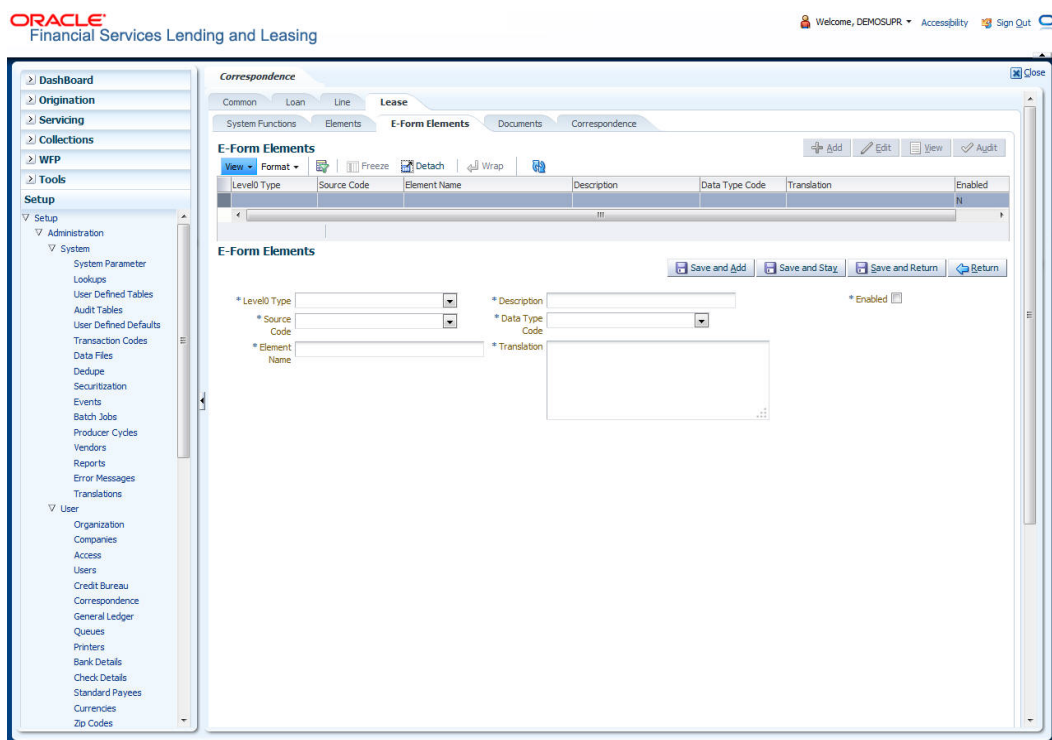 ORACLE
Financial Services Lending and Leasing
Welcome, DEMOSUPR Accessibility Sign Out
DashBoard
Origination
Servicing
Collections
WFP
Tools
Setup
Setup
Administration
System
System Parameter
Lookups
User Defined Tables
Audit Tables
User Defined Defaults
Transaction Codes
Data Files
Dedupe
Securitization
Events
Batch Jobs
Producer Cycles
Vendors
Reports
Error Messages
Translations
User
Organization
Companies
Access
Users
Credit Bureau
Correspondence
General Ledger
Queues
Printers
Bank Details
Check Details
Standard Payees
Currencies
Zip Codes
Correspondence
Close
Common Loan Line Lease
System Functions Elements E-Form Elements Documents Correspondence
E-Form Elements
Add Edit View Audit
View Format Freeze Detach Wrap
Level0 Type Source Code Element Name Description Data Type Code Translation Enabled
N
E-Form Elements
Save and Add Save and Stay Save and Return Return
* Level0 Type
* Source Code
* Element Name
* Description
* Data Type Code
* Translation
* Enabled